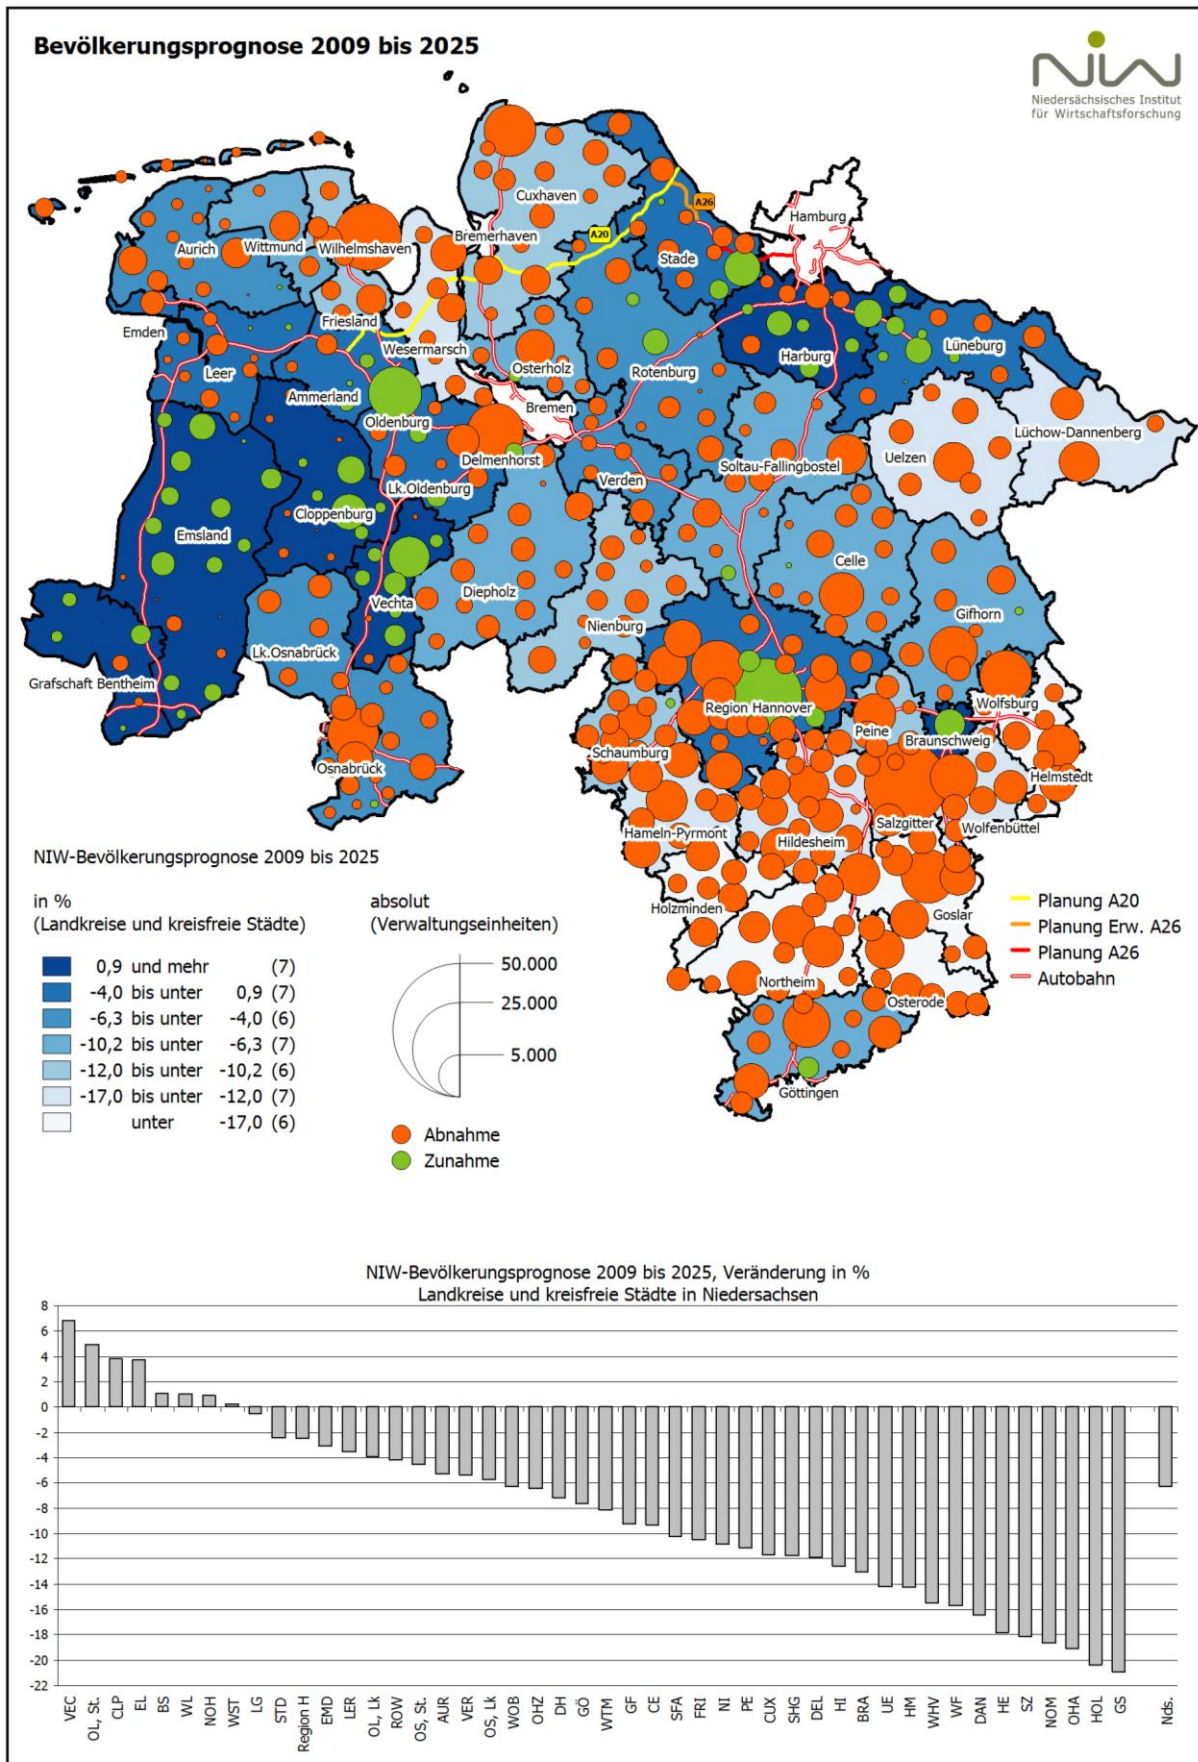 Bevölkerungsprognose 2009 bis 2025
NIW
Niedersächsisches Institut
für Wirtschaftsforschung
Cuxhaven
A26
Hamburg
A20
Bremerhaven
Wilhelmshaven
Wittmund
Aurich
Stade
Emden
Friesland
Wesermarsch
Osterholz
Rotenburg
Harburg
Lüneburg
Leer
Ammerland
Bremen
Oldenburg
Lüchow-Dannenberg
Uelzen
Delmenhorst
Soltau-Fallingbostel
Lk.Oldenburg
Verden
Cloppenburg
Emsland
Celle
Diepholz
Vechta
Gifhorn
Nienburg
Lk.Osnabrück
Grafschaft Bentheim
Wolfsburg
Region Hannover
Peine
Braunschweig
Schaumburg
Osnabrück
Helmstedt
Salzgitter
Wolfenbüttel
Hameln-Pyrmont
Hildesheim
Holzminden
Goslar
Northeim
Osterode
Göttingen
NIW-Bevölkerungsprognose 2009 bis 2025
in %
(Landkreise und kreisfreie Städte)
0,9 und mehr (7)
-4,0 bis unter 0,9 (7)
-6,3 bis unter -4,0 (6)
-10,2 bis unter -6,3 (7)
-12,0 bis unter -10,2 (6)
-17,0 bis unter -12,0 (7)
unter -17,0 (6)
absolut
(Verwaltungseinheiten)
50.000
25.000
5.000
Abnahme
Zunahme
Planung A20
Planung Erw. A26
Planung A26
Autobahn
NIW-Bevölkerungsprognose 2009 bis 2025, Veränderung in %
Landkreise und kreisfreie Städte in Niedersachsen
8
6
4
2
0
-2
-4
-6
-8
-10
-12
-14
-16
-18
-20
-22
VEC
OL, St.
CLP
EL
BS
WL
NOH
WST
LG
STD
Region H
EMD
LER
OL, Lk
ROW
OS, St.
AUR
VER
OS, Lk
WOB
OHZ
DH
GÖ
WTM
GF
CE
SFA
FRI
NI
PE
CUX
SHG
DEL
HI
BRA
UE
HM
WHV
WF
DAN
HE
SZ
NOM
OHA
HOL
GS
Nds.